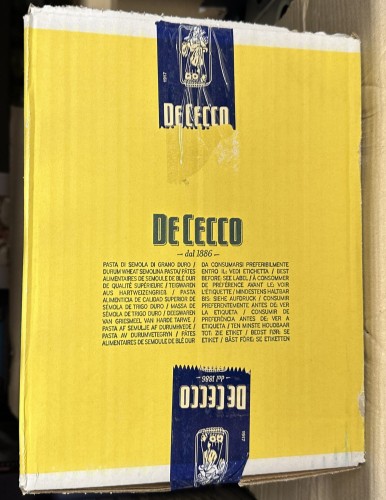 1957
DE CECCO
DE CECCO
dal 1886
PASTA DI SEMOLA DI GRANO DURO /
DURUM WHEAT SEMOLINA PASTA/PÂTES
ALIMENTAIRES DE SEMOULE DE BLÉ DUR
DE QUALITÉ SUPÉRIEURE / TEIGWAREN
AUS HARTWEIZENGRIEß / PASTA
ALIMENTICIA DE CALIDAD SUPERIOR DE
SÉMOLA DE TRIGO DURO / MASSA DE
SÊMOLA DE TRIGO DURO / DEEGWAREN
VAN GRIESMEEL VAN HARDE TARWE /
PASTA AF SEMULJE AF DURUMHVEDE /
PASTA AV DURUMVETEGRYN / PÂTES
ALIMENTAIRES DE SEMOULE DE BLÉ DUR
DA CONSUMARSI PREFERIBILMENTE
ENTRO IL: VEDI ETICHETTA / BEST
BEFORE: SEE LABEL / À CONSOMMER
DE PRÉFÉRENCE AVANT LE: VOIR
L'ÉTIQUETTE / MINDESTENS HALTBAR
BIS: SIEHE AUFDRUCK / CONSUMIR
PREFERENTEMENTE ANTES DE: VER
LA ETIQUETA / CONSUMIR DE
PREFERÊNCIA ANTES DE: VER A
ETIQUETA / TEN MINSTE HOUDBAAR
TOT: ZIE ETIKET / BEDST FØR: SE
ETIKET / BÄST FÖRE: SE ETIKETTEN
dal 1886
DE CECCO
1957